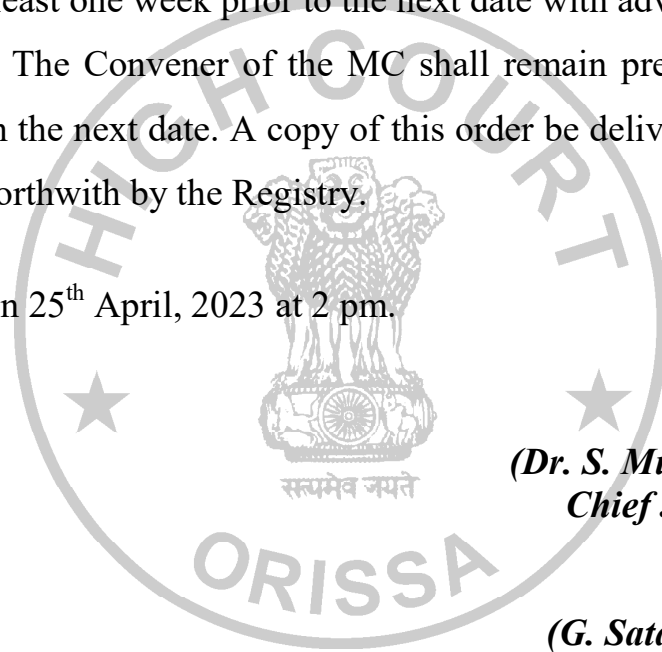 east one week prior to the next date with adv
The Convener of the MC shall remain pre
n the next date. A copy of this order be deliv
orthwith by the Registry.
n 25th April, 2023 at 2 pm.
(Dr. S. Mu
Chief
(G. Sata
HIGH COURT
सत्यमेव जयते
ORISSA